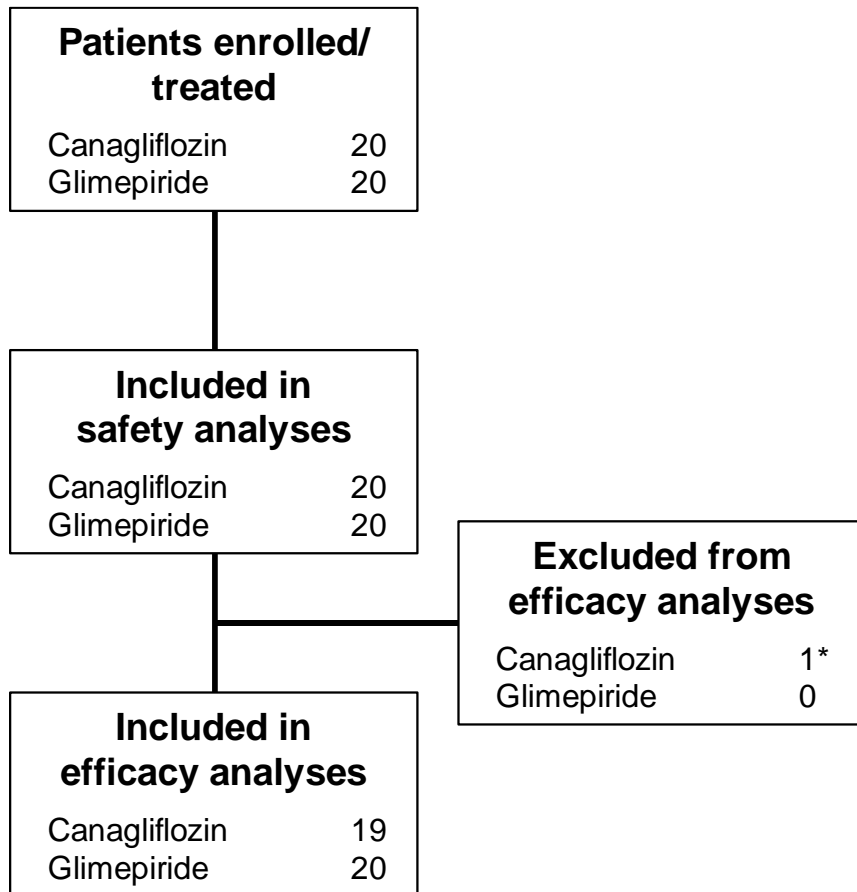 Patients enrolled/
treated
Canagliflozin 20
Glimepiride 20
Included in
safety analyses
Canagliflozin 20
Glimepiride 20
Excluded from
efficacy analyses
Canagliflozin 1*
Glimepiride 0
Included in
efficacy analyses
Canagliflozin 19
Glimepiride 20